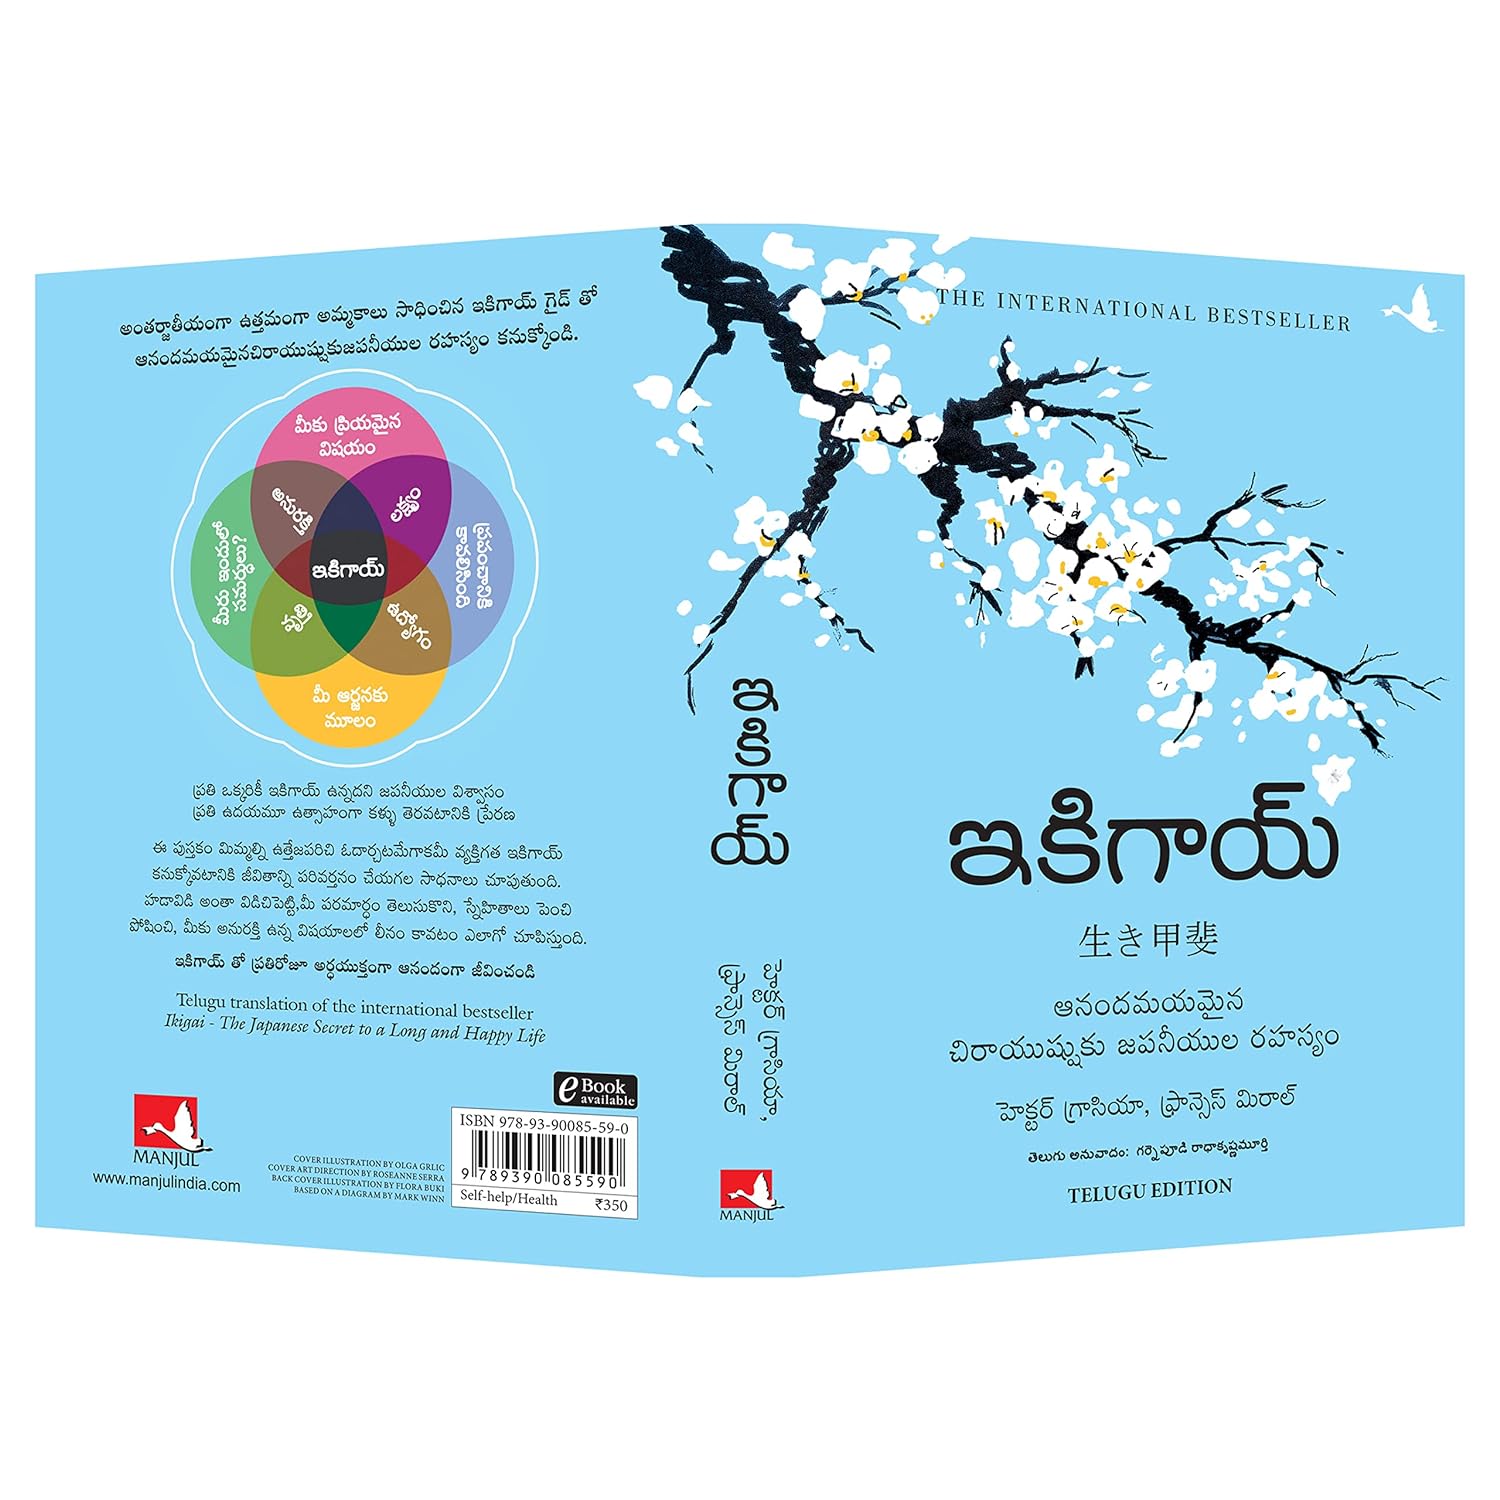 అంతర్జాతీయంగా ఉత్తమంగా అమ్మకాలు సాధించిన ఇకిగాయ్ గైడ్ తో
ఆనందమయమైనచిరాయుష్షుకుజపనీయుల రహస్యం కనుక్కోండి.
మీకు ప్రియమైన
విషయం
అనురక్తి
లక్ష్యం
మీరు ఇందులో
సమర్థులు?
ప్రపంచానికి
కావలసింది
ఇకిగాయ్
వృత్తి
ఉద్యోగం
మీ ఆర్జనకు
మూలం
ప్రతి ఒక్కరికీ ఇకిగాయ్ ఉన్నదని జపనీయుల విశ్వాసం
ప్రతి ఉదయమూ ఉత్సాహంగా కళ్ళు తెరవటానికి ప్రేరణ
ఈ పుస్తకం మిమ్మల్ని ఉత్తేజపరిచి ఓదార్చటమేగాకమీ వ్యక్తిగత ఇకిగాయ్
కనుక్కోవటానికి జీవితాన్ని పరివర్తనం చేయగల సాధనాలు చూపుతుంది.
హడావిడి అంతా విడిచిపెట్టి,మీ పరమార్థం తెలుసుకొని, స్నేహితాలు పెంచి
పోషించి, మీకు అనురక్తి ఉన్న విషయాలలో లీనం కావటం ఎలాగో చూపిస్తుంది.
ఇకిగాయ్ తో ప్రతిరోజూ అర్థయుక్తంగా ఆనందంగా జీవించండి
Telugu translation of the international bestseller
Ikigai - The Japanese Secret to a Long and Happy Life
MANJUL
www.manjulindia.com
COVER ILLUSTRATION BY OLGA GRLIC
COVER ART DIRECTION BY ROSEANNE SERRA
BACK COVER ILLUSTRATION BY FLORA BUKI
BASED ON A DIAGRAM BY MARK WINN
eBook
available
ISBN 978-93-90085-59-0
9 789390 085590
Self-help/Health ₹350
ఇకిగాయ్
హెక్టర్ గ్రాసియా,
ఫ్రాన్సెస్ మిరాల్
MANJUL
THE INTERNATIONAL BESTSELLER
ఇకిగాయ్
生き甲斐
ఆనందమయమైన
చిరాయుష్షుకు జపనీయుల రహస్యం
హెక్టర్ గ్రాసియా, ఫ్రాన్సెస్ మిరాల్
తెలుగు అనువాదం: గర్నెపూడి రాధాకృష్ణమూర్తి
TELUGU EDITION